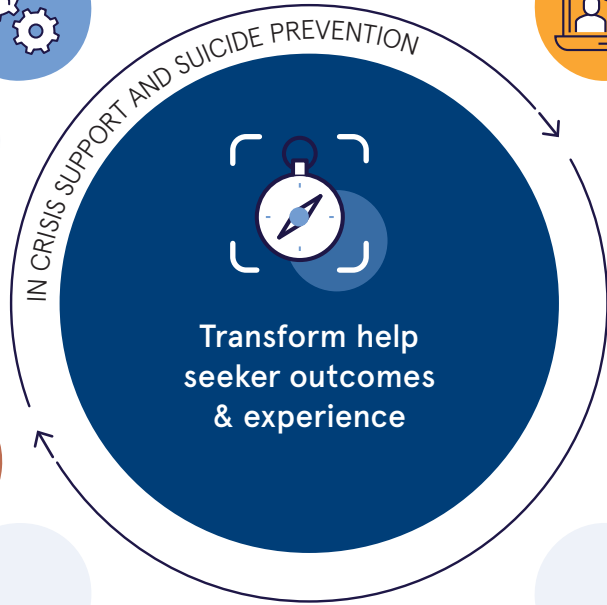 IN CRISIS SUPPORT AND SUICIDE PREVENTION
Transform help
seeker outcomes
& experience